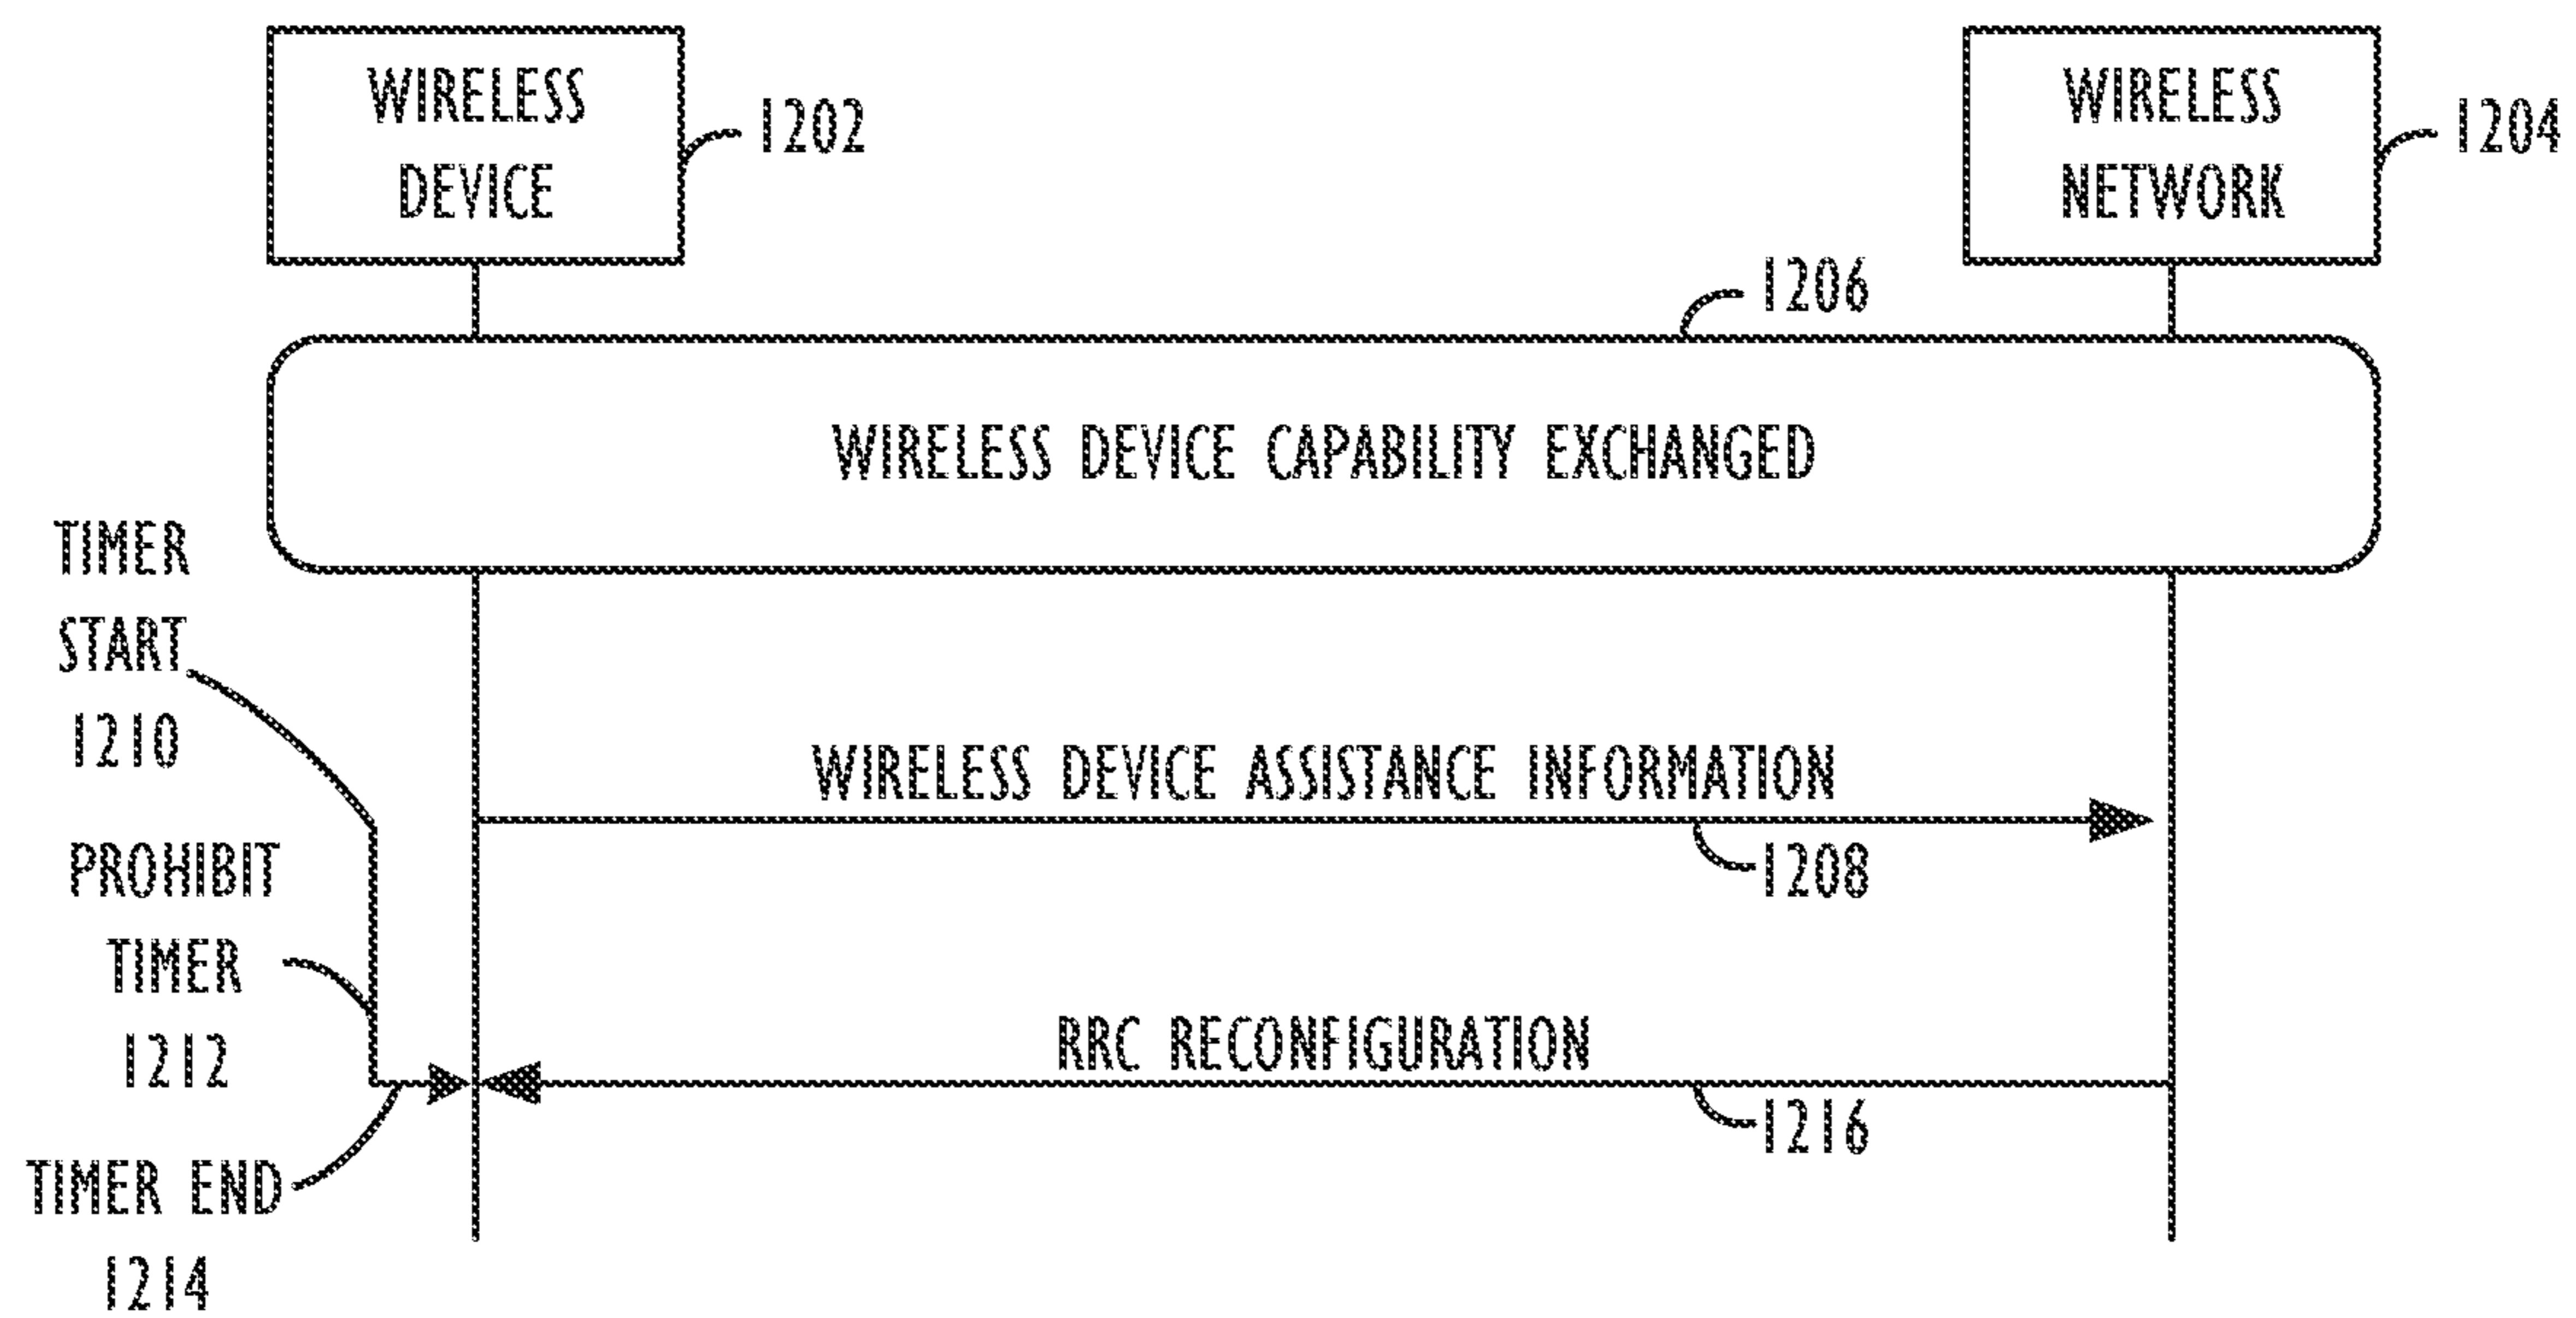 WIRELESS
DEVICE
1202
WIRELESS
NETWORK
1204
1206
WIRELESS DEVICE CAPABILITY EXCHANGED
TIMER
START
1210
WIRELESS DEVICE ASSISTANCE INFORMATION
1208
PROHIBIT
TIMER
1212
RRC RECONFIGURATION
1216
TIMER END
1214